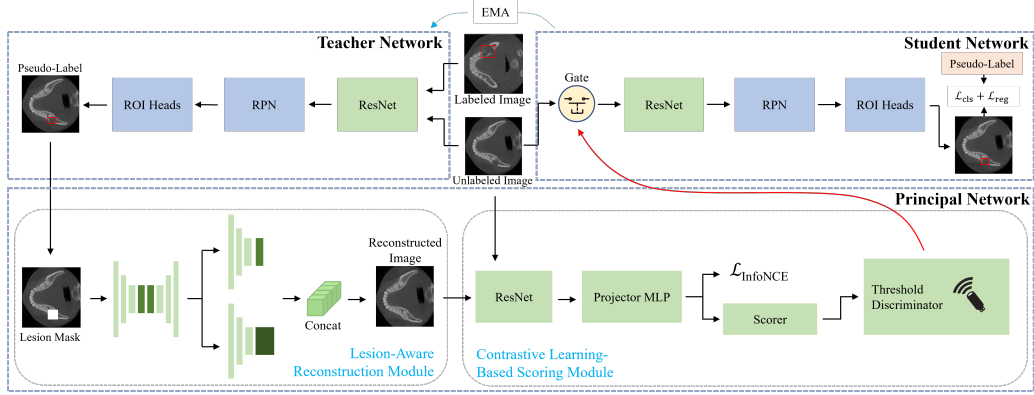 EMA
Teacher Network
Student Network
Pseudo-Label
ROI Heads
RPN
ResNet
Labeled Image
Unlabeled Image
Gate
ResNet
RPN
ROI Heads
Pseudo-Label
ℒcls + ℒreg
Principal Network
Lesion Mask
Concat
Reconstructed
Image
Lesion-Aware
Reconstruction Module
ResNet
Projector MLP
ℒInfoNCE
Scorer
Threshold
Discriminator
Contrastive Learning-
Based Scoring Module